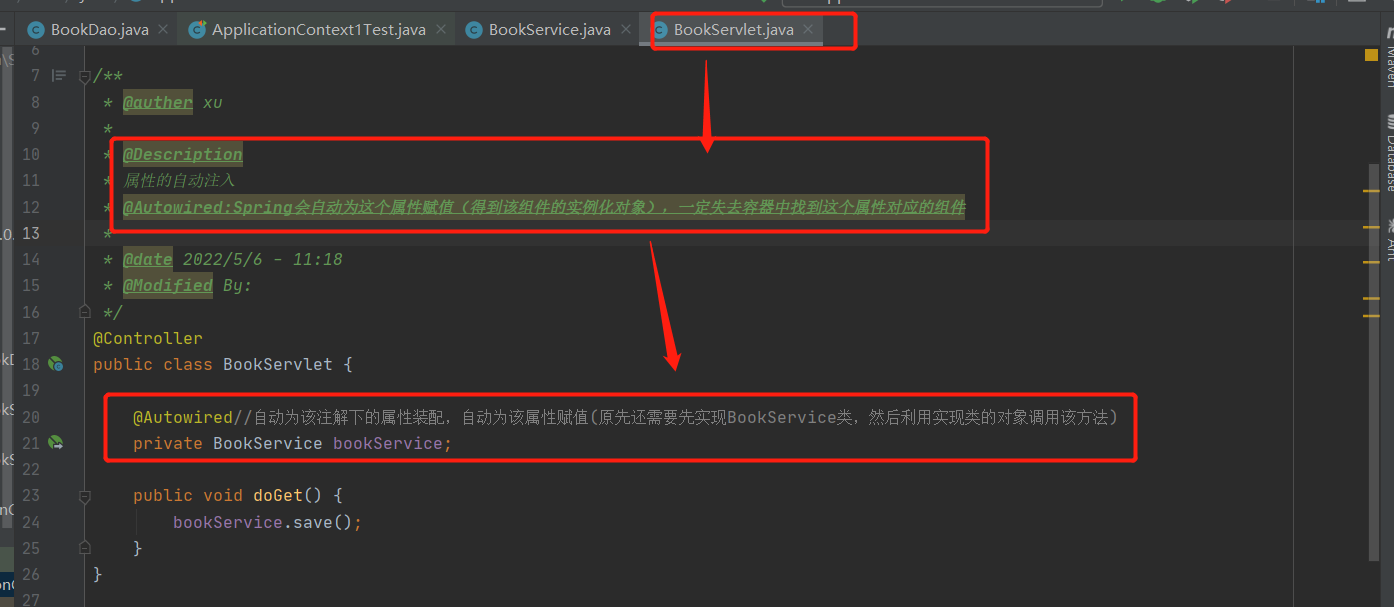 BookDao.java
ApplicationContext1Test.java
BookService.java
BookServlet.java
6
7 /**
8 * @auther xu
9 *
10 * @Description
11 * 属性的自动注入
12 * @Autowired:Spring会自动为这个属性赋值（得到该组件的实例化对象），一定失去容器中找到这个属性对应的组件
13 *
14 * @date 2022/5/6 - 11:18
15 * @Modified By:
16 */
17 @Controller
18 public class BookServlet {
19
20 @Autowired//自动为该注解下的属性装配，自动为该属性赋值(原先还需要先实现BookService类，然后利用实现类的对象调用该方法)
21 private BookService bookService;
22
23 public void doGet() {
24 bookService.save();
25 }
26 }
27
Maven
Database
Ant